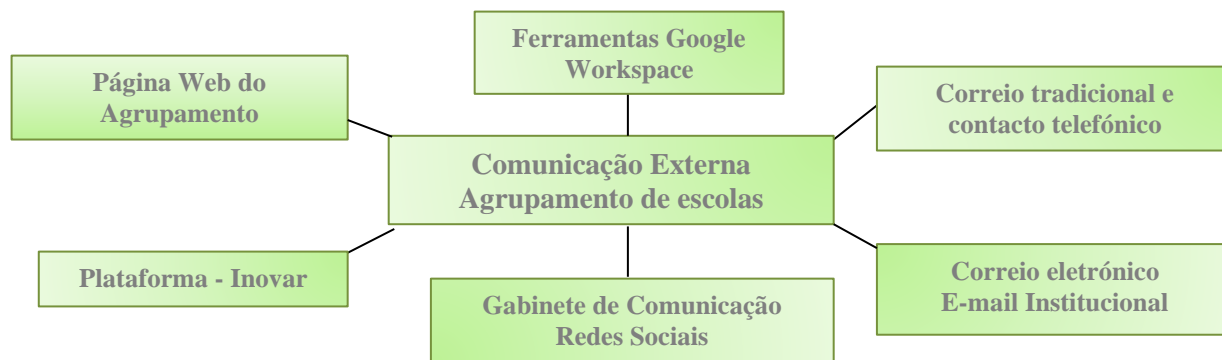 Ferramentas Google
Workspace
Página Web do
Agrupamento
Correio tradicional e
contacto telefónico
Comunicação Externa
Agrupamento de escolas
Plataforma - Inovar
Gabinete de Comunicação
Redes Sociais
Correio eletrónico
E-mail Institucional